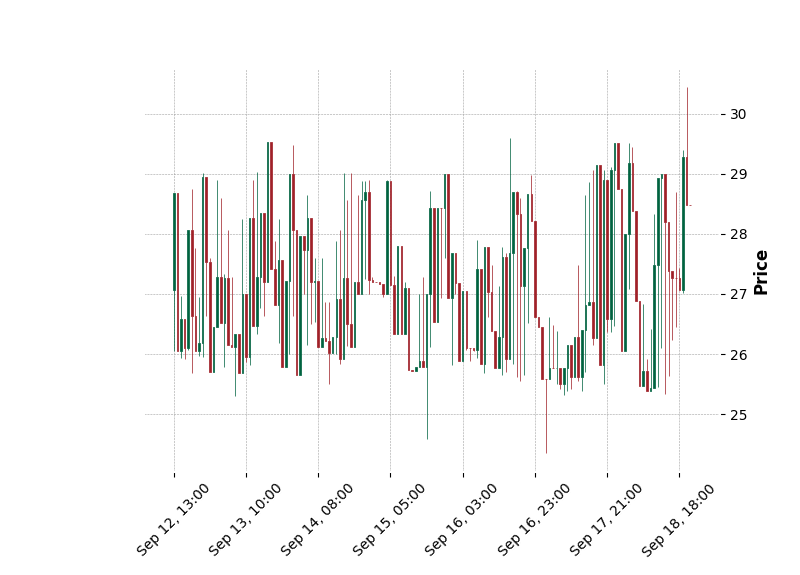 30
29
28
27
26
25
Price
Sep 12, 13:00
Sep 13, 10:00
Sep 14, 08:00
Sep 15, 05:00
Sep 16, 03:00
Sep 16, 23:00
Sep 17, 21:00
Sep 18, 18:00